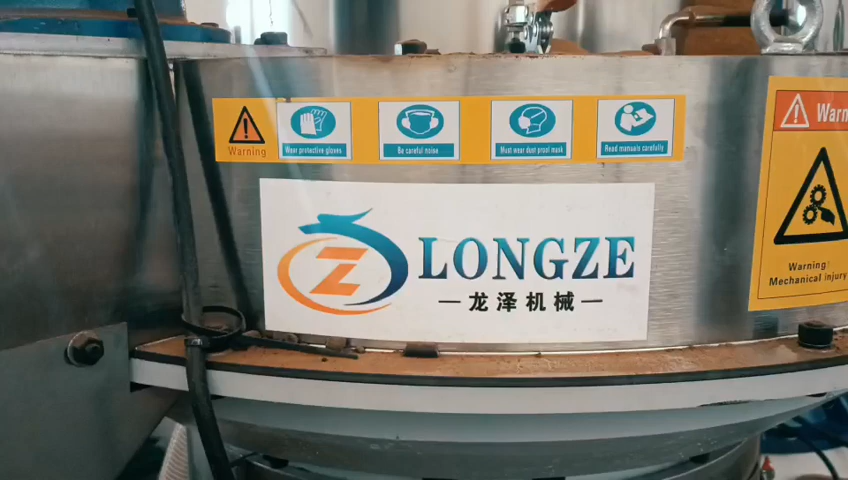 Warning
Wear protective gloves
Be careful noise
Must wear dust proof mask
Read manuals carefully
Warn
LONGZE
龙泽机械
Warning:
Mechanical injury